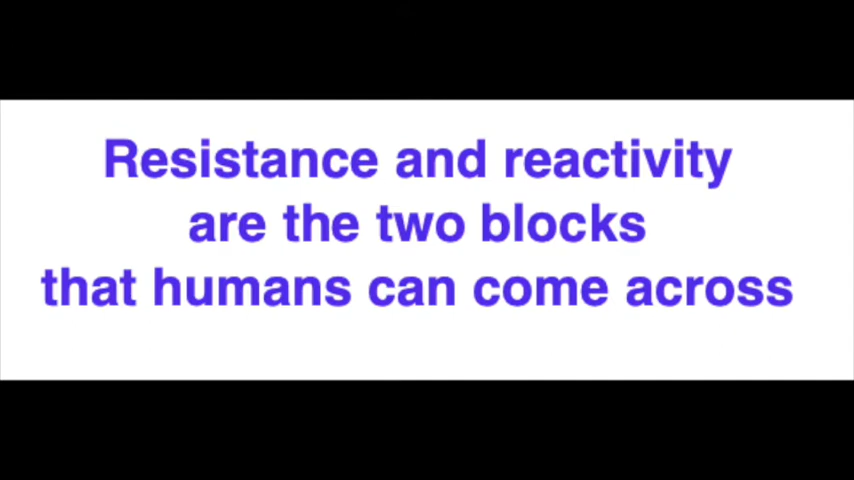 Resistance and reactivity
are the two blocks
that humans can come across